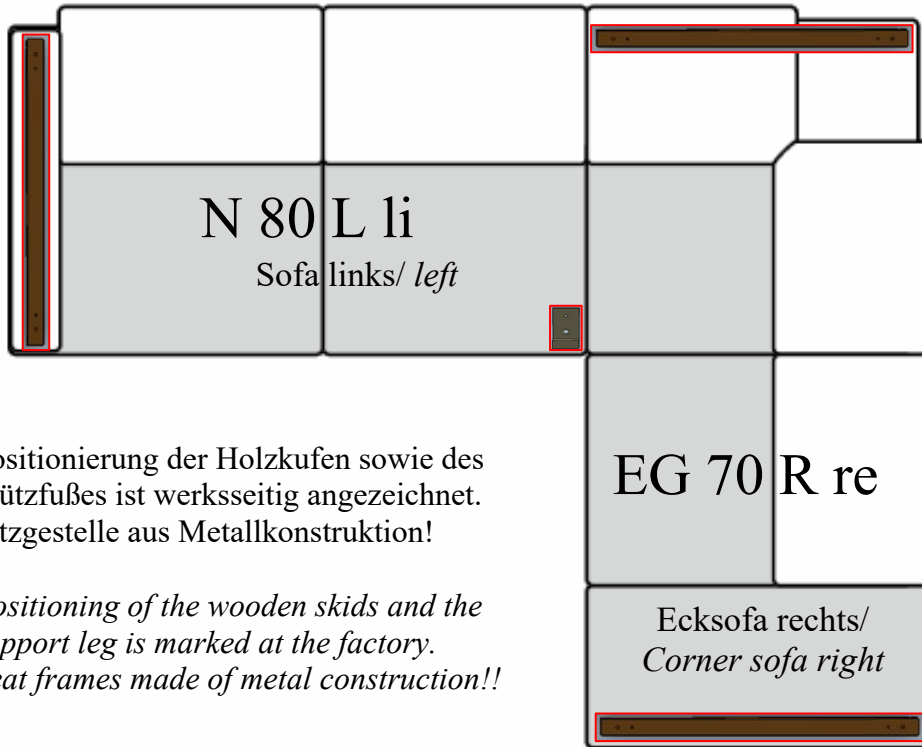 N 80 L li
Sofa links/ left
ositionierung der Holzkufen sowie des
ützfußes ist werksseitig angezeichnet.
tzgestelle aus Metallkonstruktion!
EG 70 R re
ositioning of the wooden skids and the
pport leg is marked at the factory.
eat frames made of metal construction!!
Ecksofa rechts/
Corner sofa right